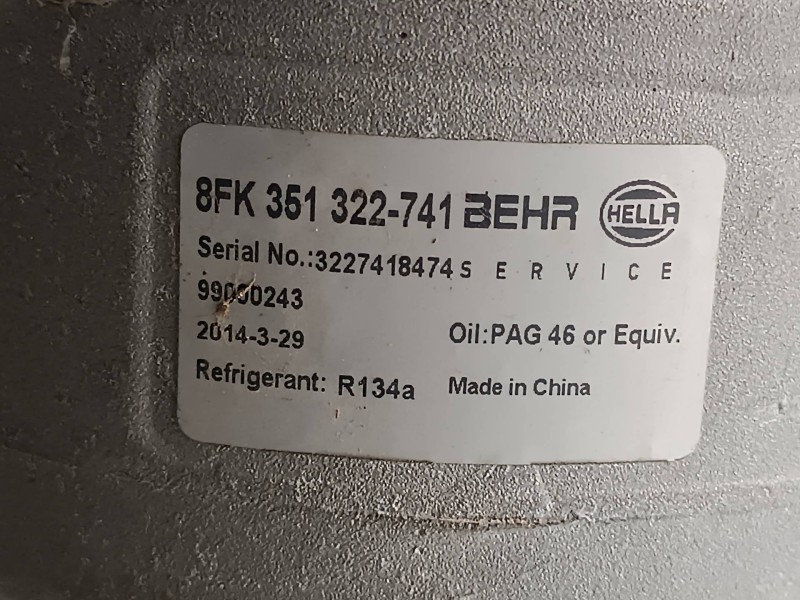 8FK 351 322-741 BEHR HELLA
Serial No.:3227418474 SERVICE
99000243
2014-3-29 Oil:PAG 46 or Equiv.
Refrigerant: R134a Made in China